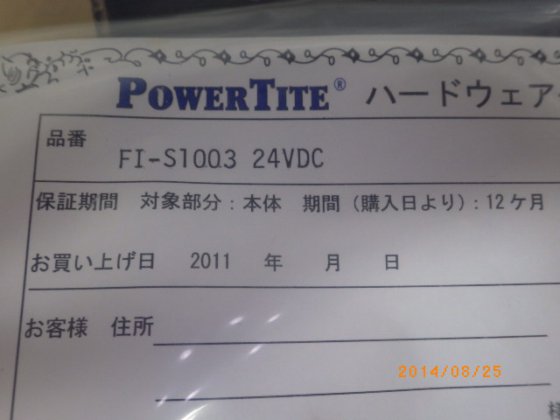 POWERTITE® ハードウェア
品番 FI-S1003 24VDC
保証期間 対象部分：本体 期間（購入日より）：12ケ月
お買い上げ日 2011 年 月 日
お客様 住所
2014/08/25